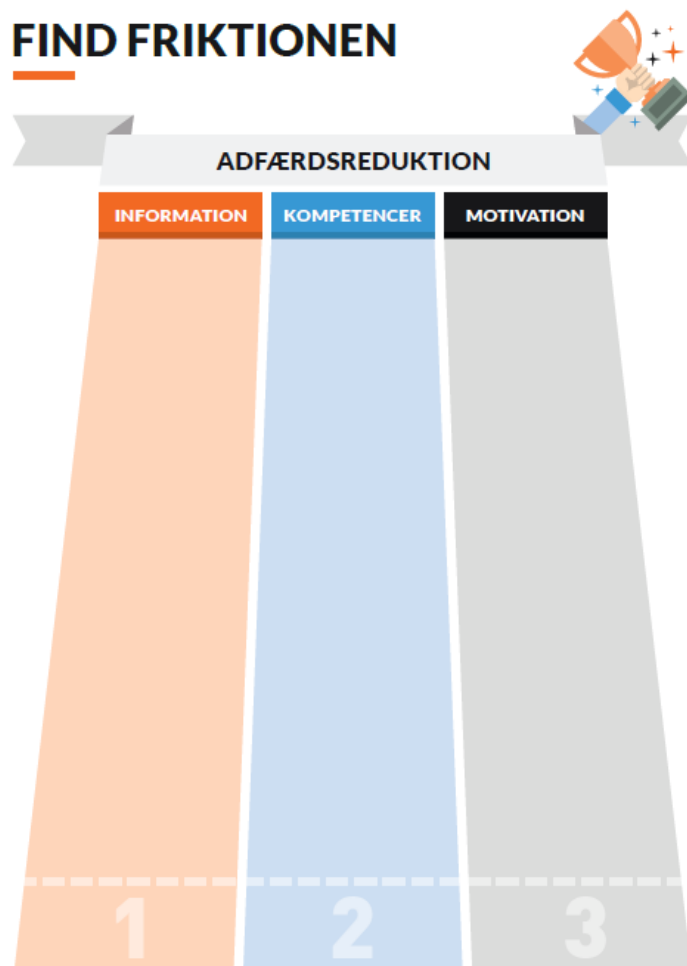 FIND FRIKTIONEN
ADFÆRDSREDUKTION
INFORMATION KOMPETENCER MOTIVATION
1 2 3